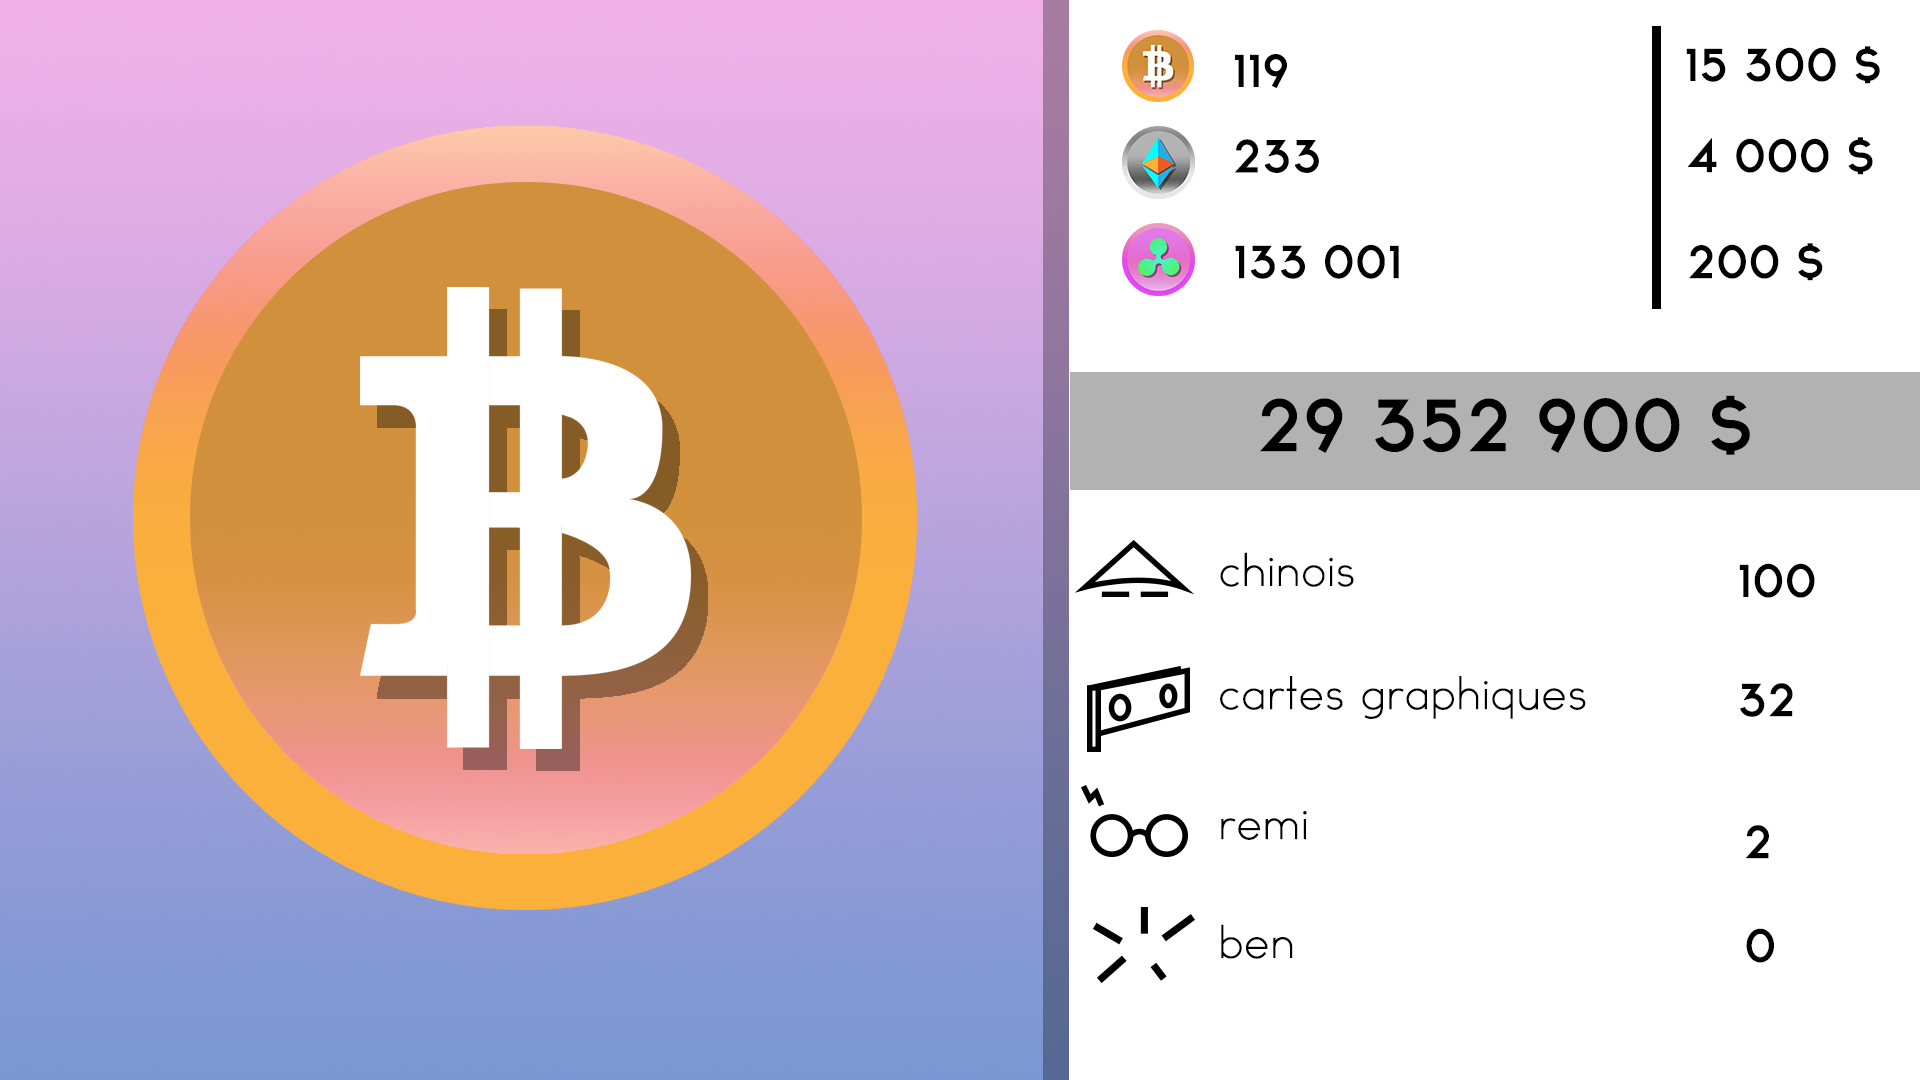 119 15 300 $
233 4 000 $
133 001 200 $
29 352 900 $
chinois 100
cartes graphiques 32
remi 2
ben 0